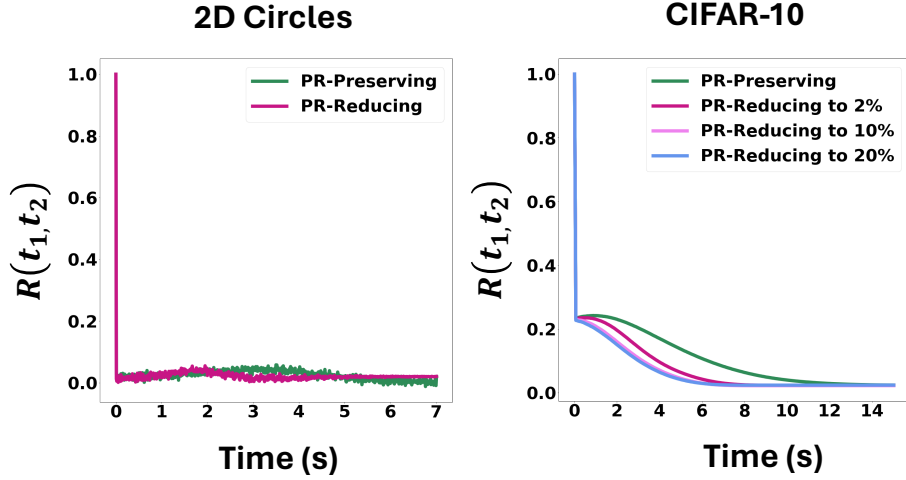 2D Circles
R(t₁,t₂)
1.0
0.8
0.6
0.4
0.2
0.0
PR-Preserving
PR-Reducing
0 1 2 3 4 5 6 7
Time (s)
CIFAR-10
R(t₁,t₂)
1.0
0.8
0.6
0.4
0.2
0.0
PR-Preserving
PR-Reducing to 2%
PR-Reducing to 10%
PR-Reducing to 20%
0 2 4 6 8 10 12 14
Time (s)